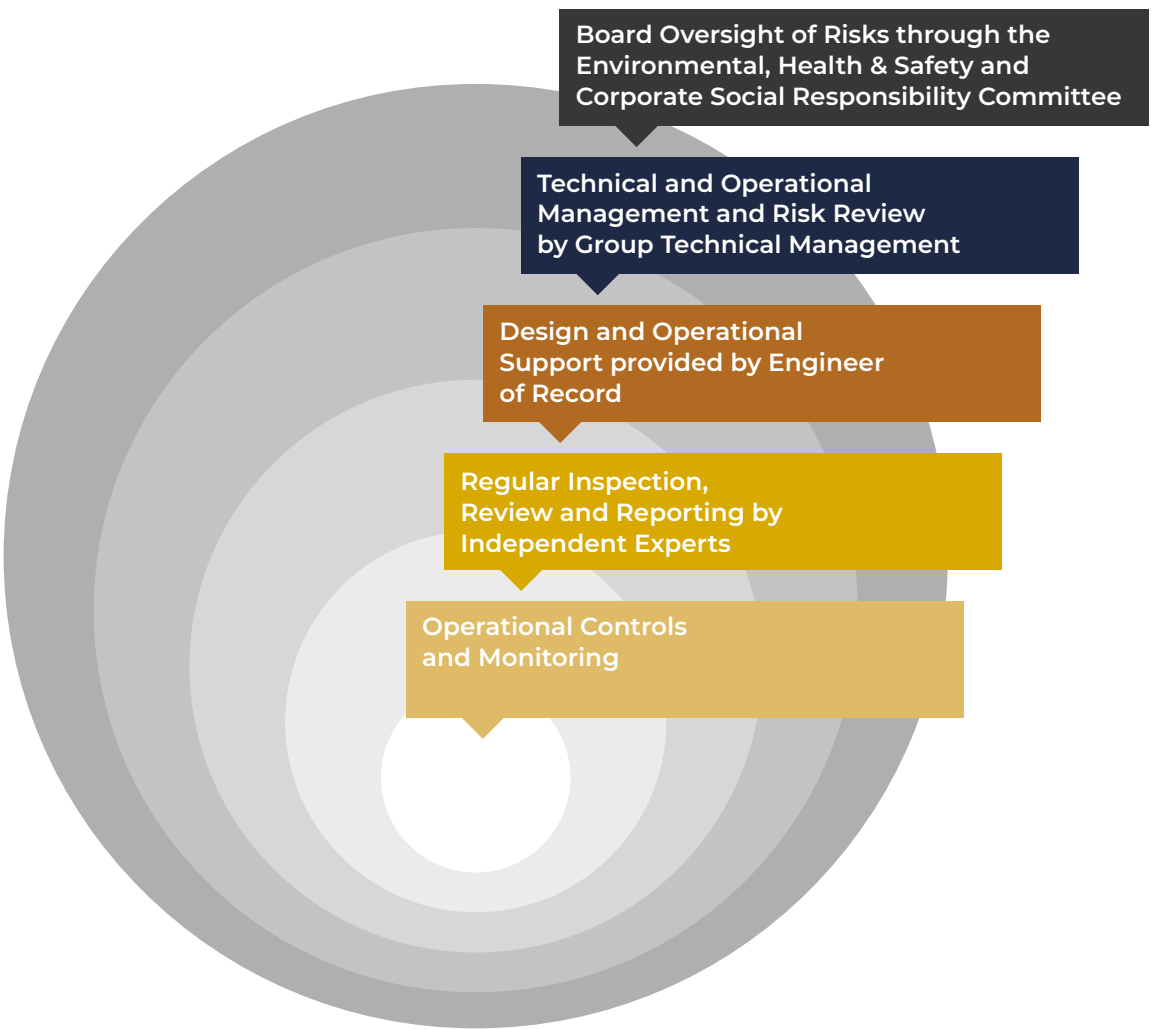 Board Oversight of Risks through the
Environmental, Health & Safety and
Corporate Social Responsibility Committee
Technical and Operational
Management and Risk Review
by Group Technical Management
Design and Operational
Support provided by Engineer
of Record
Regular Inspection,
Review and Reporting by
Independent Experts
Operational Controls
and Monitoring